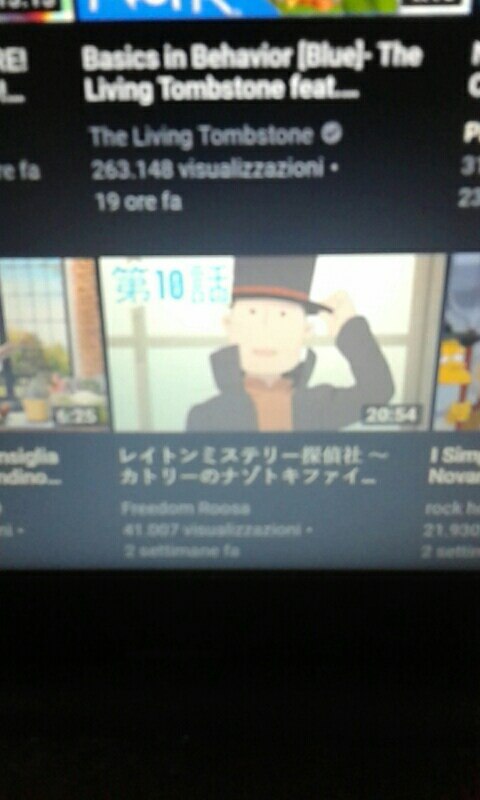 Basics in Behavior [Blue]- The
Living Tombstone feat....
The Living Tombstone
263.148 visualizzazioni •
re fa
19 ore fa
第10話
6:25
20:54
nsiglia
レイトンミステリー探偵社 ～
カトリーのナゾトキファイ...
I Sim
ndino...
Nova
Freedom Roosa
rock
41.007 visualizzazioni •
21.930
2 settimane fa